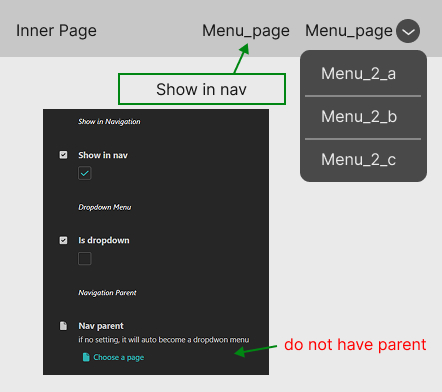 Inner Page
Menu_page
Menu_page
Show in nav
Menu_2_a
Menu_2_b
Menu_2_c
Show in Navigation
Show in nav
Dropdown Menu
Is dropdown
Navigation Parent
Nav parent
if no setting, it will auto become a dropdwon menu
Choose a page
do not have parent